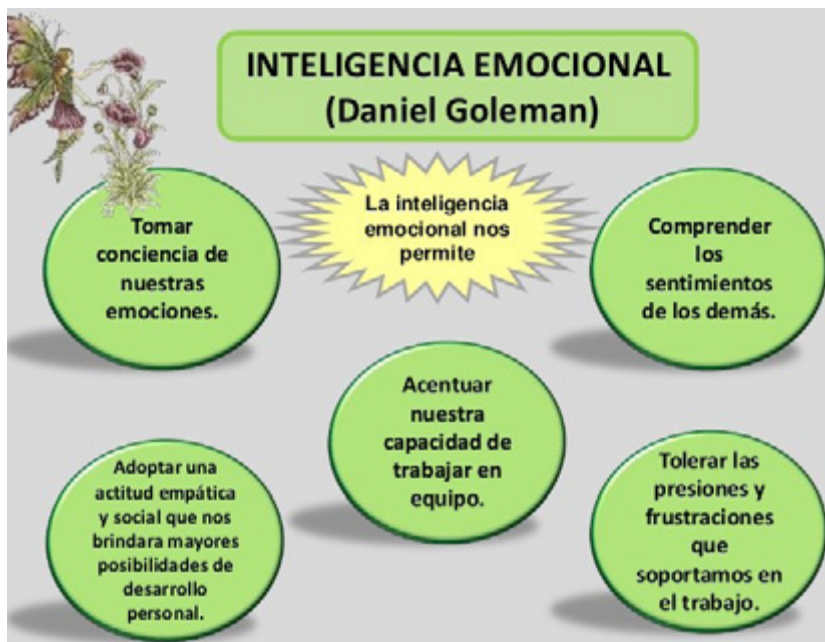 INTELIGENCIA EMOCIONAL
(Daniel Goleman)
La inteligencia
emocional nos
permite
Tomar
conciencia de
nuestras
emociones.
Comprender
los
sentimientos
de los demás.
Acentuar
nuestra
capacidad de
trabajar en
equipo.
Adoptar una
actitud empática
y social que nos
brindara mayores
posibilidades de
desarrollo
personal.
Tolerar las
presiones y
frustraciones
que
soportamos en
el trabajo.